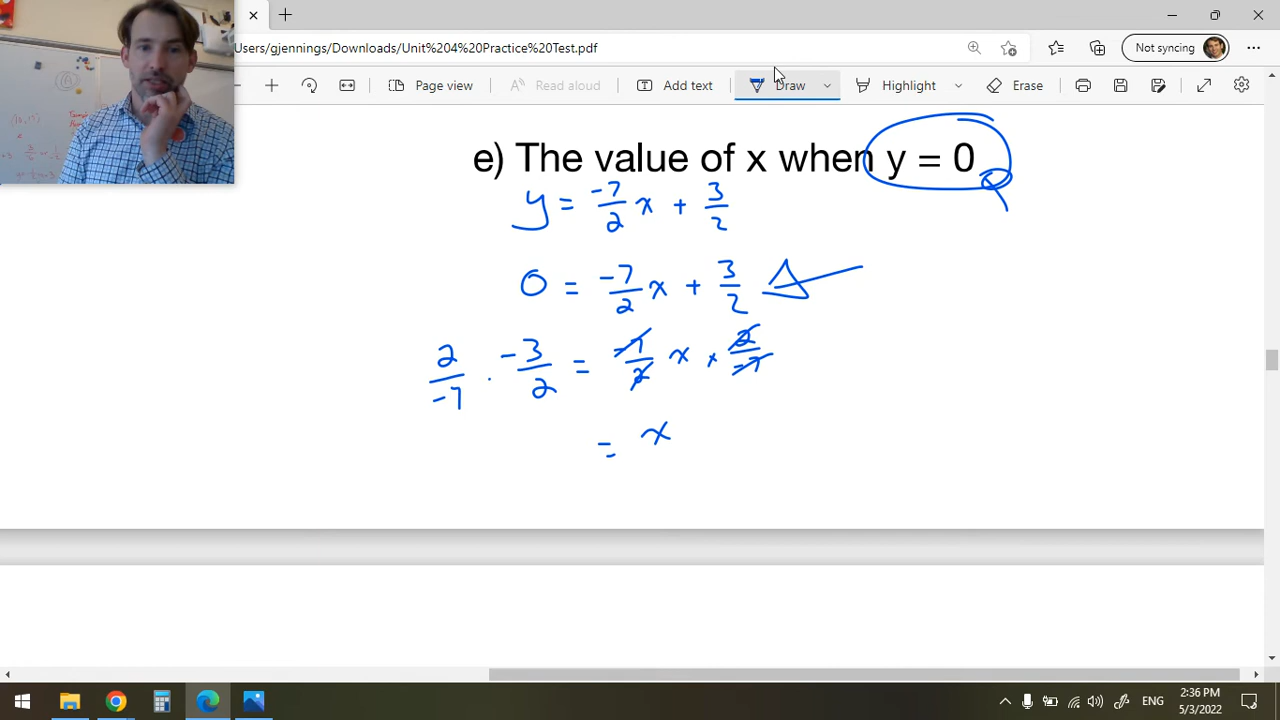 Users/gjennings/Downloads/Unit%204%20Practice%20Test.pdf
Not syncing
Page view
Read aloud
Add text
Draw
Highlight
Erase
e) The value of x when y = 0
y = -7/2 x + 3/2
0 = -7/2 x + 3/2
2/-7 · -3/2 = -7/2 x × 2/-7
= x
ENG
2:36 PM
5/3/2022